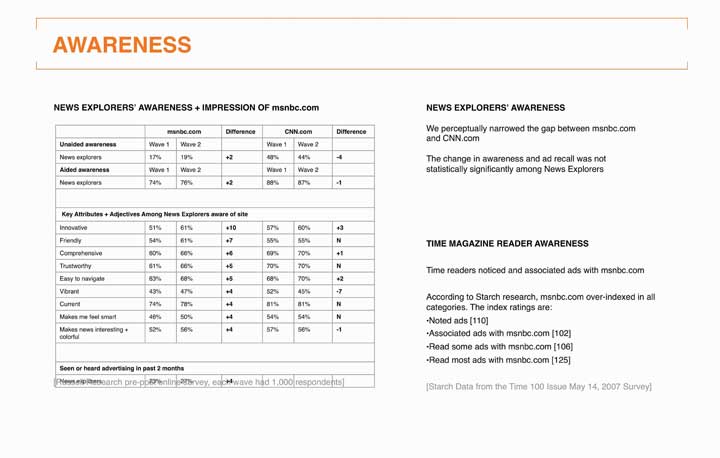 AWARENESS
NEWS EXPLORERS' AWARENESS + IMPRESSION OF msnbc.com
msnbc.com Difference CNN.com Difference
Unaided awareness Wave 1 Wave 2 Wave 1 Wave 2
News explorers 17% 19% +2 48% 44% -4
Aided awareness Wave 1 Wave 2 Wave 1 Wave 2
News explorers 74% 76% +2 88% 87% -1
Key Attributes + Adjectives Among News Explorers aware of site
Innovative 51% 61% +10 57% 60% +3
Friendly 54% 61% +7 55% 55% N
Comprehensive 60% 66% +6 69% 70% +1
Trustworthy 61% 66% +5 70% 70% N
Easy to navigate 63% 68% +5 68% 70% +2
Vibrant 43% 47% +4 52% 45% -7
Current 74% 78% +4 81% 81% N
Makes me feel smart 46% 50% +4 54% 54% N
Makes news interesting + 52% 56% +4 57% 56% -1
colorful
Seen or heard advertising in past 2 months
News explorers +4
Research pre-post online survey, each wave had 1,000 respondents]
NEWS EXPLORERS' AWARENESS
We perceptually narrowed the gap between msnbc.com
and CNN.com
The change in awareness and ad recall was not
statistically significantly among News Explorers
TIME MAGAZINE READER AWARENESS
Time readers noticed and associated ads with msnbc.com
According to Starch research, msnbc.com over-indexed in all
categories. The index ratings are:
•Noted ads [110]
•Associated ads with msnbc.com [102]
•Read some ads with msnbc.com [106]
•Read most ads with msnbc.com [125]
[Starch Data from the Time 100 Issue May 14, 2007 Survey]